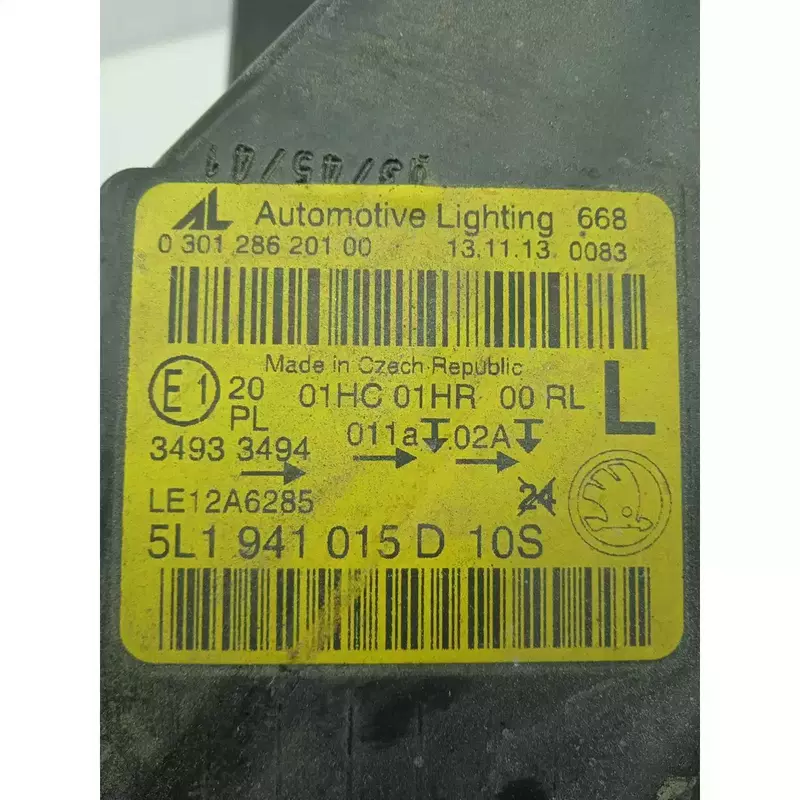 AL Automotive Lighting 668
0 301 286 201 00 13.11.13 0083
Made in Czech Republic
E1 20 01HC 01HR 00 RL L
PL
011a 02A
3493 3494
LE12A6285 24
5L1 941 015 D 10S